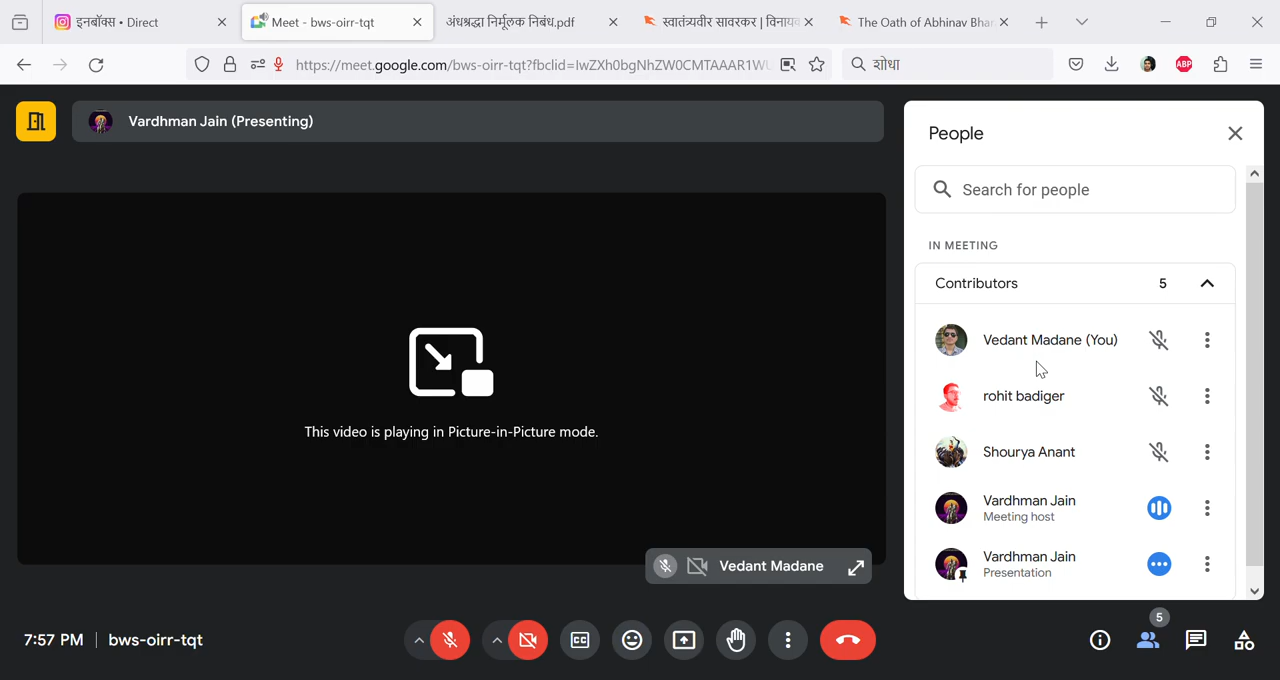 इनबॉक्स • Direct
Meet - bws-oirr-tqt
अंधश्रद्धा निर्मूलक निबंध.pdf
स्वातंत्र्यवीर सावरकर | विनायक
The Oath of Abhinav Bhar
https://meet.google.com/bws-oirr-tqt?fbclid=IwZXh0bgNhZW0CMTAAAR1WU
शोधा
ABP
Vardhman Jain (Presenting)
This video is playing in Picture-in-Picture mode.
Vedant Madane
People
Search for people
IN MEETING
Contributors 5
Vedant Madane (You)
rohit badiger
Shourya Anant
Vardhman Jain
Meeting host
Vardhman Jain
Presentation
7:57 PM | bws-oirr-tqt
5